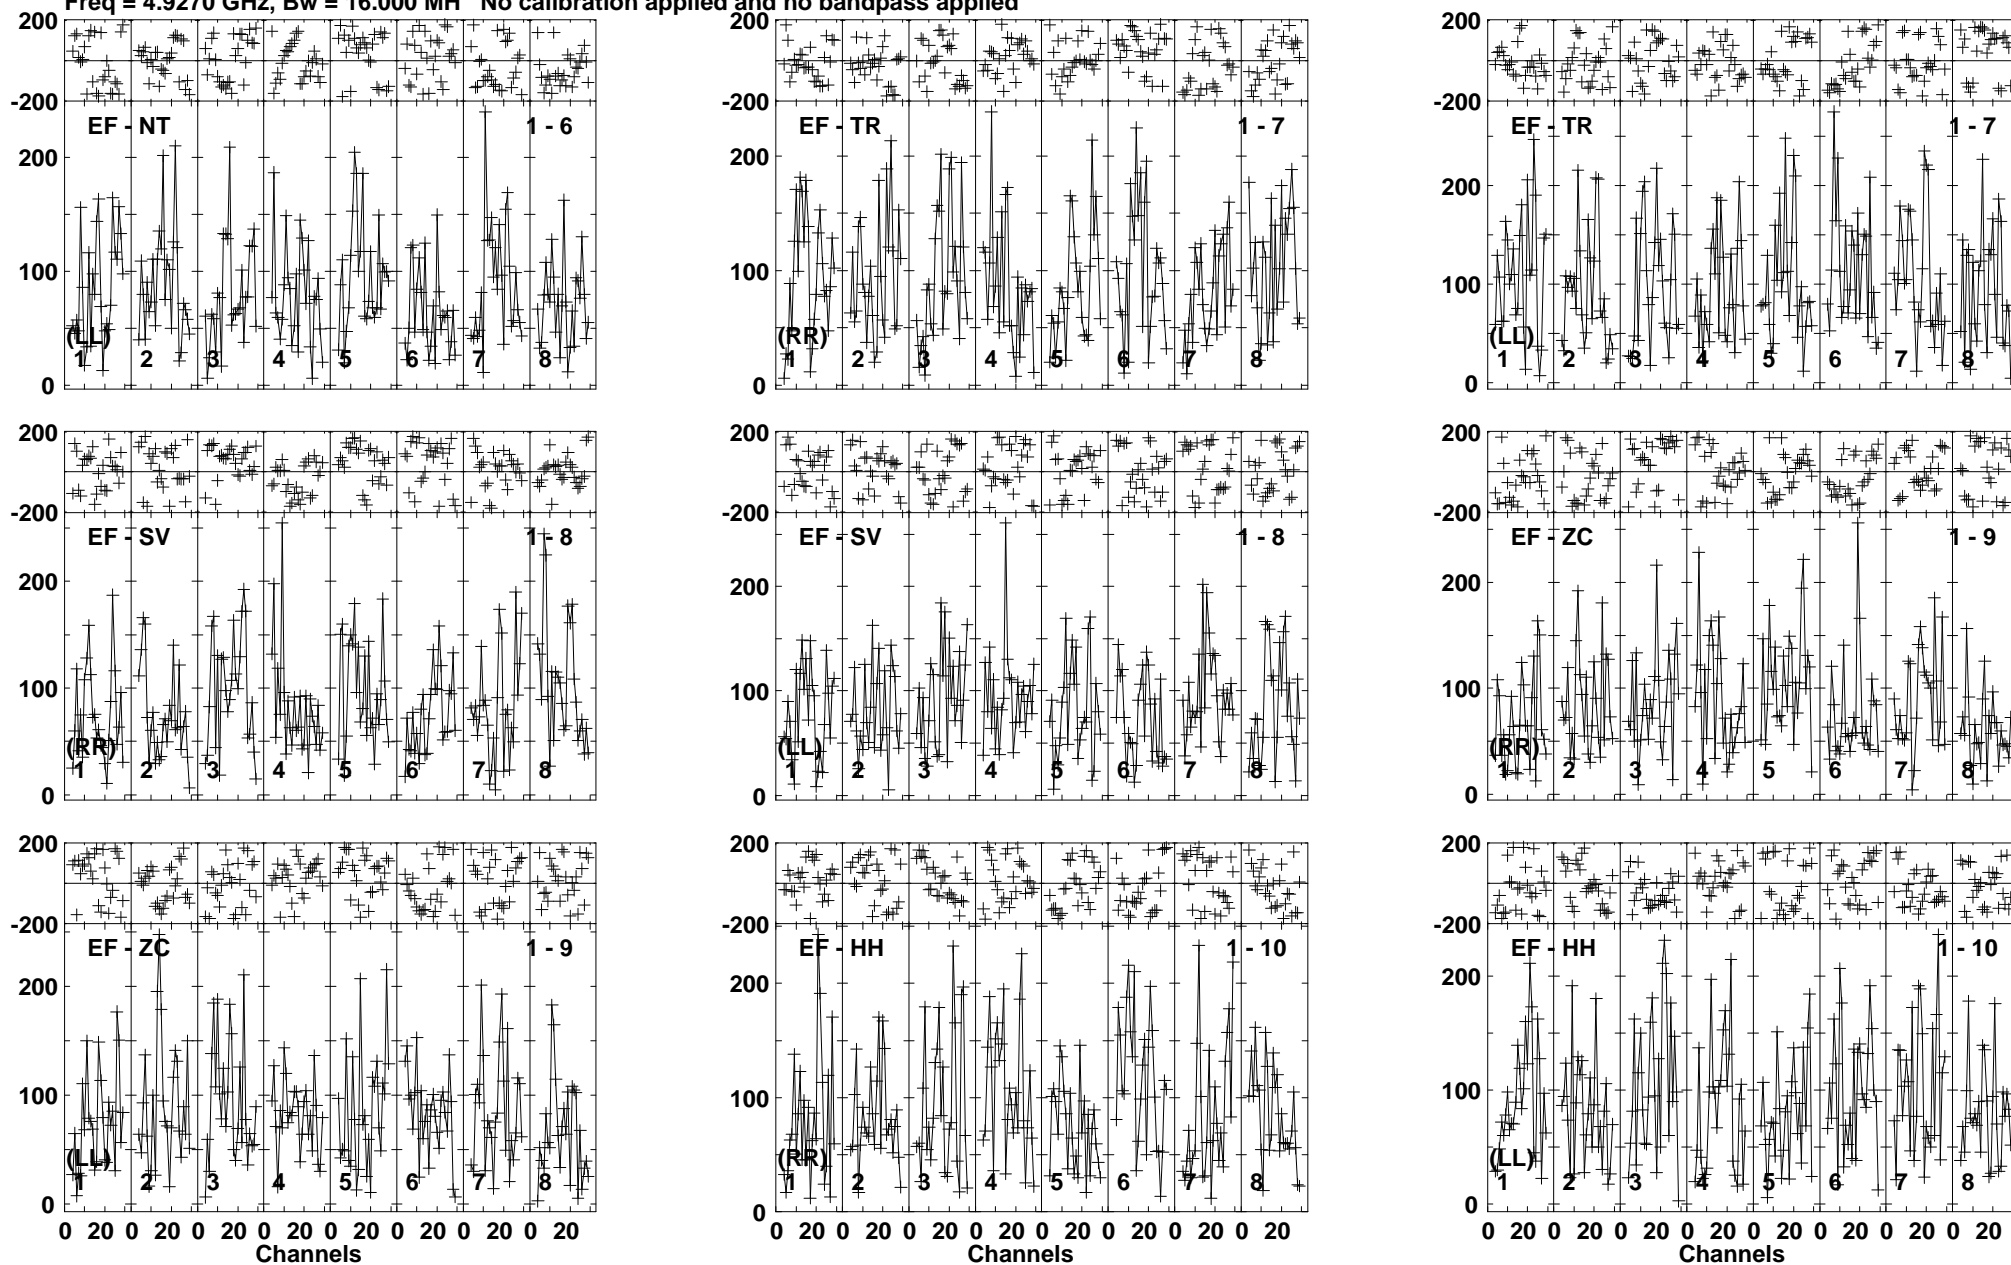 Freq = 4.9270 GHz, Bw = 16.000 MH No calibration applied and no bandpass applied
200 200 200
-200 -200 -200
EF - NT 1 - 6 EF - TR 1 - 7 EF - TR 1 - 7
200 200 200
100 100 100
(LL) (RR) (LL)
1 2 3 4 5 6 7 8 1 2 3 4 5 6 7 8 1 2 3 4 5 6 7 8
0 0 0
200 200 200
-200 -200 -200
EF - SV 1 - 8 EF - SV 1 - 8 EF - ZC 1 - 9
200 200 200
100 100 100
(RR) (LL) (RR)
1 2 3 4 5 6 7 8 1 2 3 4 5 6 7 8 1 2 3 4 5 6 7 8
0 0 0
200 200 200
-200 -200 -200
EF - ZC 1 - 9 EF - HH 1 - 10 EF - HH 1 - 10
200 200 200
100 100 100
(LL) (RR) (LL)
1 2 3 4 5 6 7 8 1 2 3 4 5 6 7 8 1 2 3 4 5 6 7 8
0 0 0
0 20 0 20 0 20 0 20 0 20 0 20 0 20 0 20 0 20 0 20 0 20 0 20 0 20 0 20 0 20 0 20 0 20 0 20 0 20 0 20 0 20 0 20 0 20 0 20
Channels Channels Channels